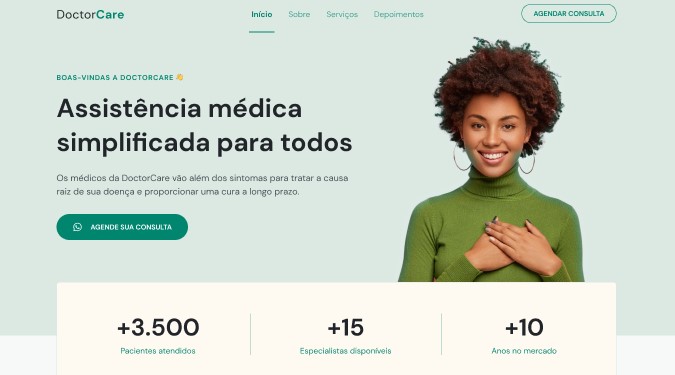 DoctorCare
Início Sobre Serviços Depoimentos
AGENDAR CONSULTA
BOAS-VINDAS A DOCTORCARE 👋
Assistência médica
simplificada para todos
Os médicos da DoctorCare vão além dos sintomas para tratar a causa
raiz de sua doença e proporcionar uma cura a longo prazo.
AGENDE SUA CONSULTA
+3.500
Pacientes atendidos
+15
Especialistas disponíveis
+10
Anos no mercado